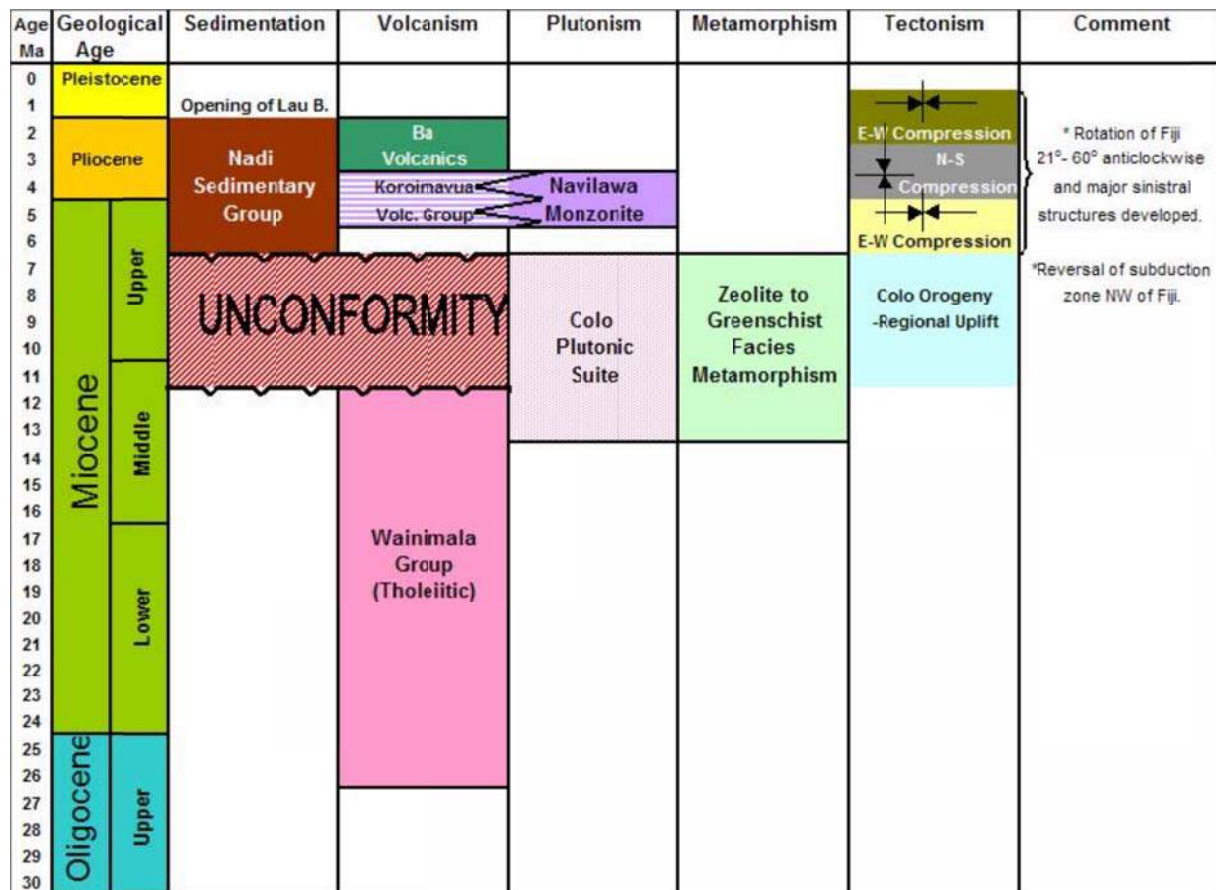 Age Ma
Geological Age
Sedimentation
Volcanism
Plutonism
Metamorphism
Tectonism
Comment
0
1
2
3
4
5
6
7
8
9
10
11
12
13
14
15
16
17
18
19
20
21
22
23
24
25
26
27
28
29
30
Pleistocene
Pliocene
Miocene
Upper
Middle
Lower
Oligocene
Upper
Opening of Lau B.
Nadi
Sedimentary
Group
UNCONFORMITY
Ba
Volcanics
Koroimavua
Volc. Group
Wainimala
Group
(Tholeiitic)
Navilawa
Monzonite
Colo
Plutonic
Suite
Zeolite to
Greenschist
Facies
Metamorphism
E-W Compression
N-S
Compression
E-W Compression
Colo Orogeny
-Regional Uplift
* Rotation of Fiji
21°- 60° anticlockwise
and major sinistral
structures developed.
*Reversal of subduction
zone NW of Fiji.